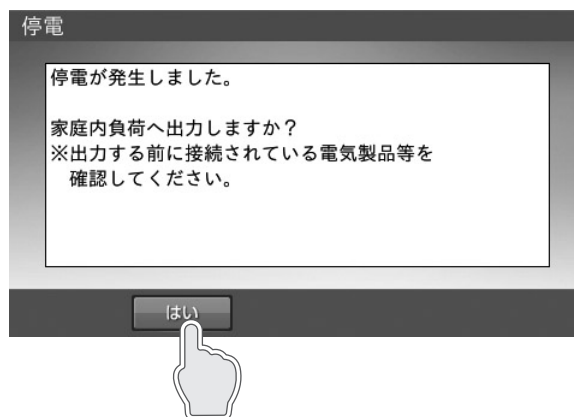 停電
停電が発生しました。
家庭内負荷へ出力しますか？
※出力する前に接続されている電気製品等を
確認してください。
はい